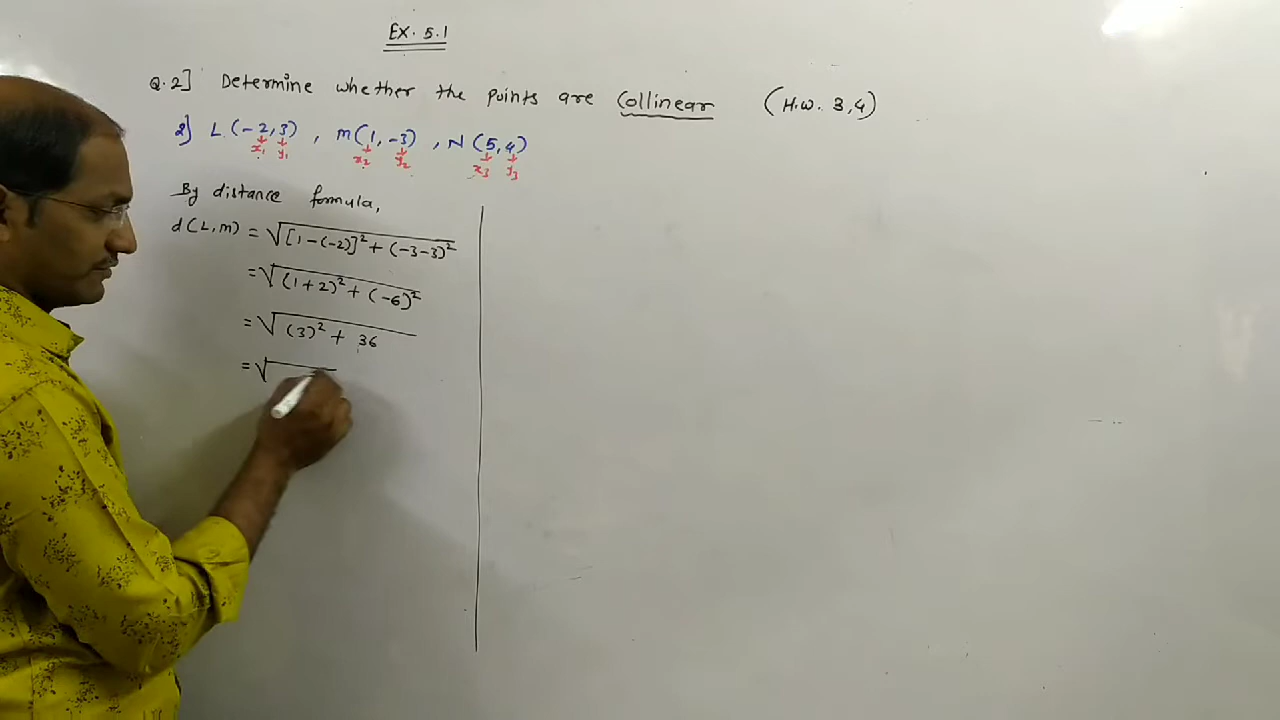 EX. 5.1
Q.2] Determine whether the points are Collinear (H.W. 3,4)
2] L (-2,3) , M(1,-3) , N (5,4)
x₁ y₁ x₂ y₂ x₃ y₃
By distance formula,
d(L,M) = √[1-(-2)]² + (-3-3)²
= √(1+2)² + (-6)²
= √(3)² + 36
= √